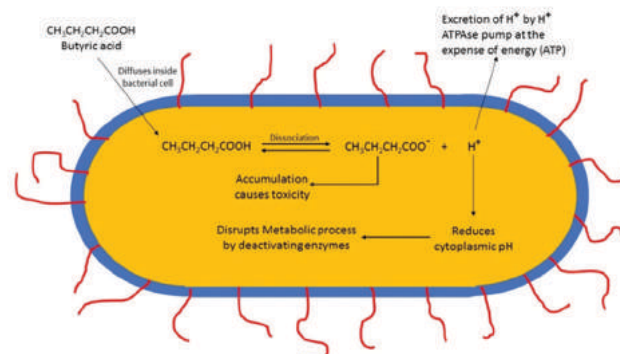 CH₃CH₂CH₂COOH
Butyric acid
Diffuses inside
bacterial cell
Excretion of H⁺ by H⁺
ATPAse pump at the
expense of energy (ATP)
CH₃CH₂CH₂COOH
Dissociation
CH₃CH₂CH₂COO⁻ + H⁺
Accumulation
causes toxicity
Disrupts Metabolic process
by deactivating enzymes
Reduces
cytoplasmic pH